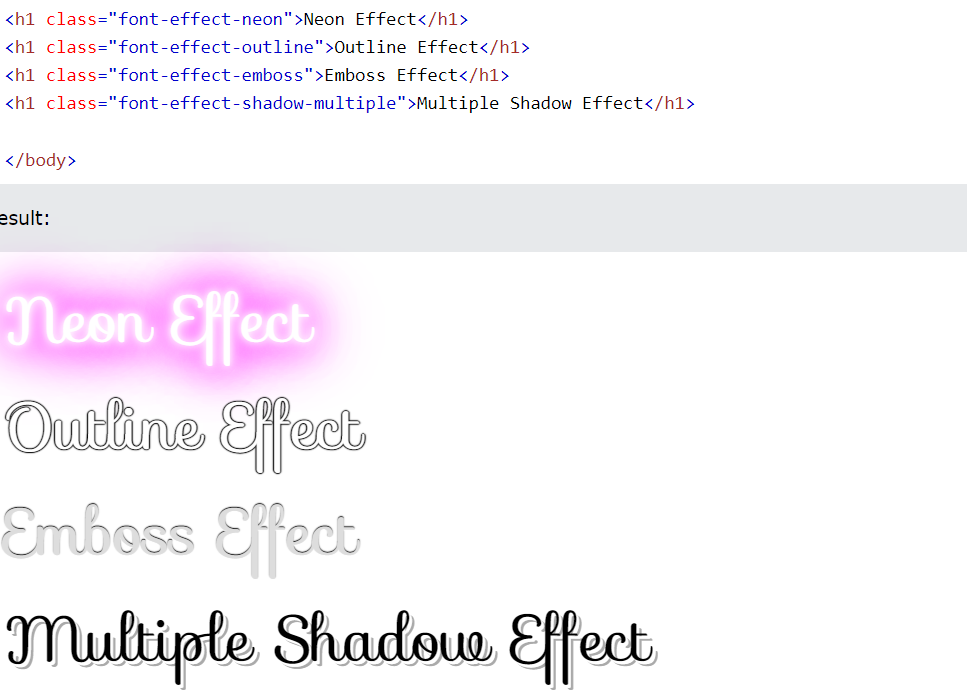 <h1 class="font-effect-neon">Neon Effect</h1>
<h1 class="font-effect-outline">Outline Effect</h1>
<h1 class="font-effect-emboss">Emboss Effect</h1>
<h1 class="font-effect-shadow-multiple">Multiple Shadow Effect</h1>
</body>
esult:
Neon Effect
Outline Effect
Emboss Effect
Multiple Shadow Effect